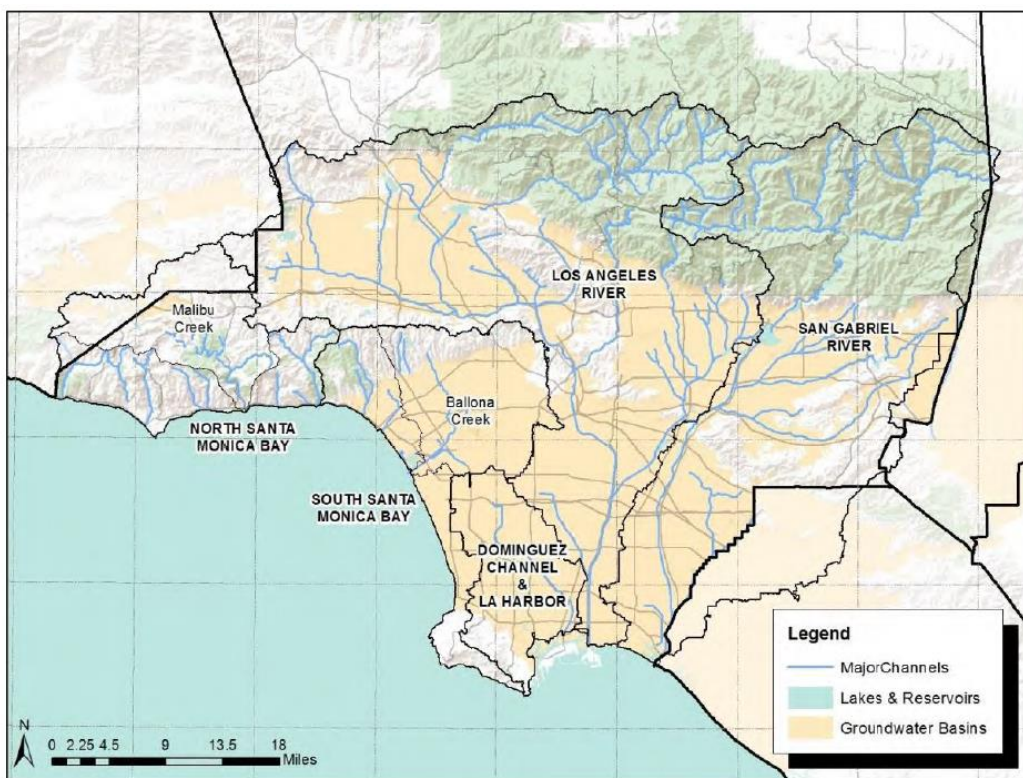 LOS ANGELES
RIVER
SAN GABRIEL
RIVER
Malibu
Creek
Ballona
Creek
NORTH SANTA
MONICA BAY
SOUTH SANTA
MONICA BAY
DOMINGUEZ
CHANNEL
&
LA HARBOR
Legend
MajorChannels
Lakes & Reservoirs
Groundwater Basins
N
0 2.25 4.5 9 13.5 18
Miles